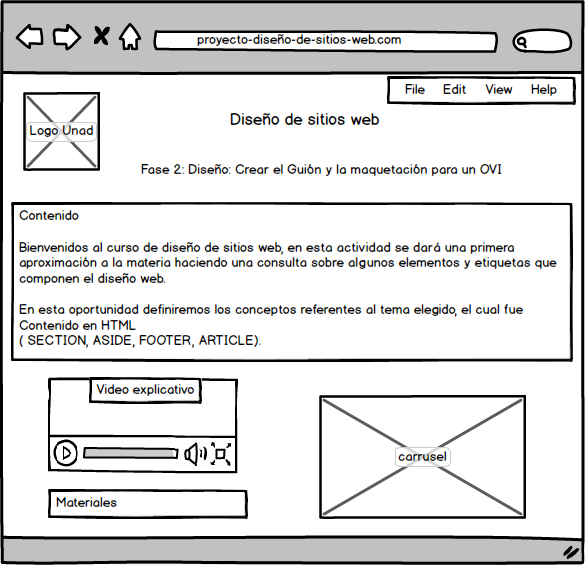 proyecto-diseño-de-sitios-web.com
File Edit View Help
Logo Unad
Diseño de sitios web
Fase 2: Diseño: Crear el Guión y la maquetación para un OVI
Contenido
Bienvenidos al curso de diseño de sitios web, en esta actividad se dará una primera
aproximación a la materia haciendo una consulta sobre algunos elementos y etiquetas que
componen el diseño web.
En esta oportunidad definiremos los conceptos referentes al tema elegido, el cual fue
Contenido en HTML
( SECTION, ASIDE, FOOTER, ARTICLE).
Video explicativo
carrusel
Materiales